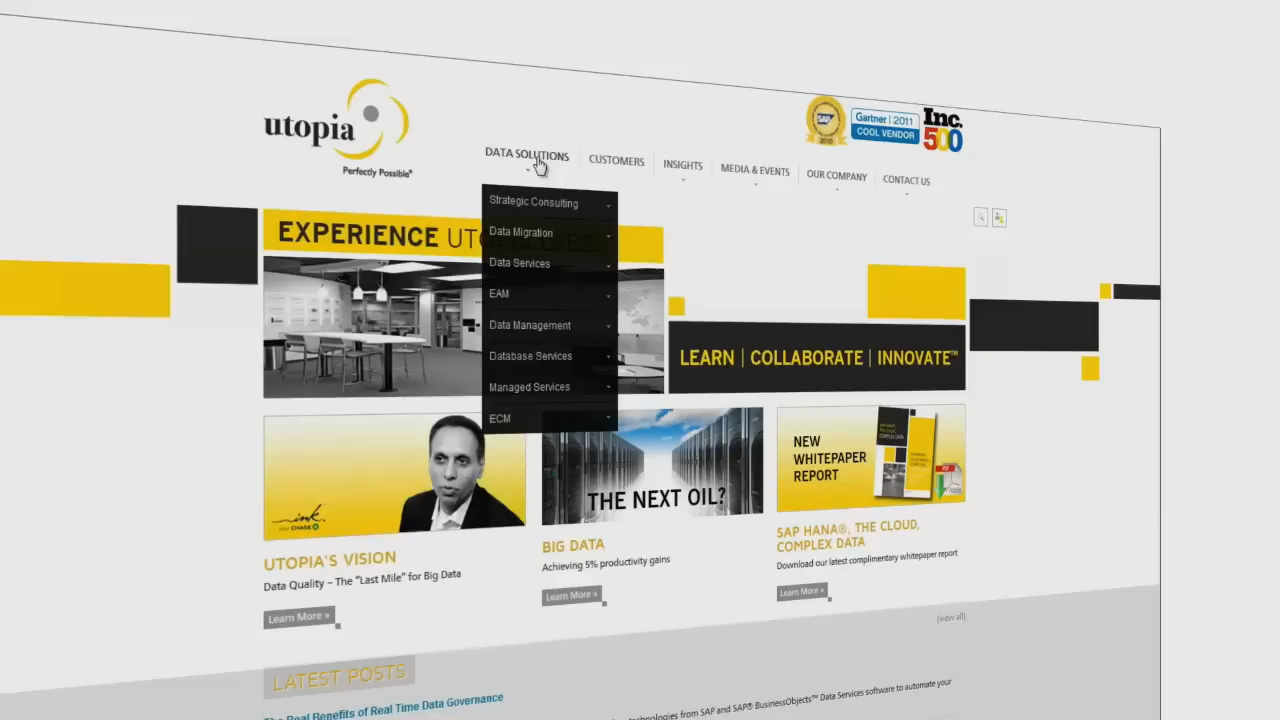 utopia
Perfectly Possible
SAP
2010
Gartner | 2011
COOL VENDOR
Inc.
500
DATA SOLUTIONS
CUSTOMERS
INSIGHTS
MEDIA & EVENTS
OUR COMPANY
CONTACT US
Strategic Consulting
Data Migration
Data Services
EAM
Data Management
Database Services
Managed Services
ECM
EXPERIENCE
LEARN | COLLABORATE | INNOVATE™
ink
from CHASE
THE NEXT OIL?
NEW
WHITEPAPER
REPORT
UTOPIA'S VISION
Data Quality – The "Last Mile" for Big Data
Learn More »
BIG DATA
Achieving 5% productivity gains
Learn More »
SAP HANA®, THE CLOUD,
COMPLEX DATA
Download our latest complimentary whitepaper report
Learn More »
(view all)
LATEST POSTS
The Real Benefits of Real Time Data Governance
technologies from SAP and SAP® BusinessObjects™ Data Services software to automate your